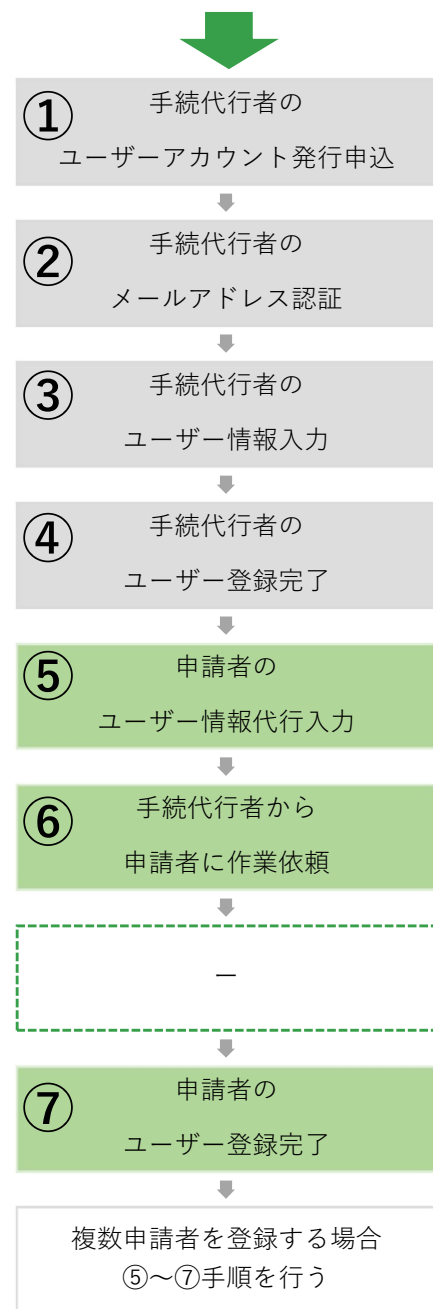 ①
手続代行者の
ユーザーアカウント発行申込
②
手続代行者の
メールアドレス認証
③
手続代行者の
ユーザー情報入力
④
手続代行者の
ユーザー登録完了
⑤
申請者の
ユーザー情報代行入力
⑥
手続代行者から
申請者に作業依頼
ー
⑦
申請者の
ユーザー登録完了
複数申請者を登録する場合
⑤～⑦手順を行う